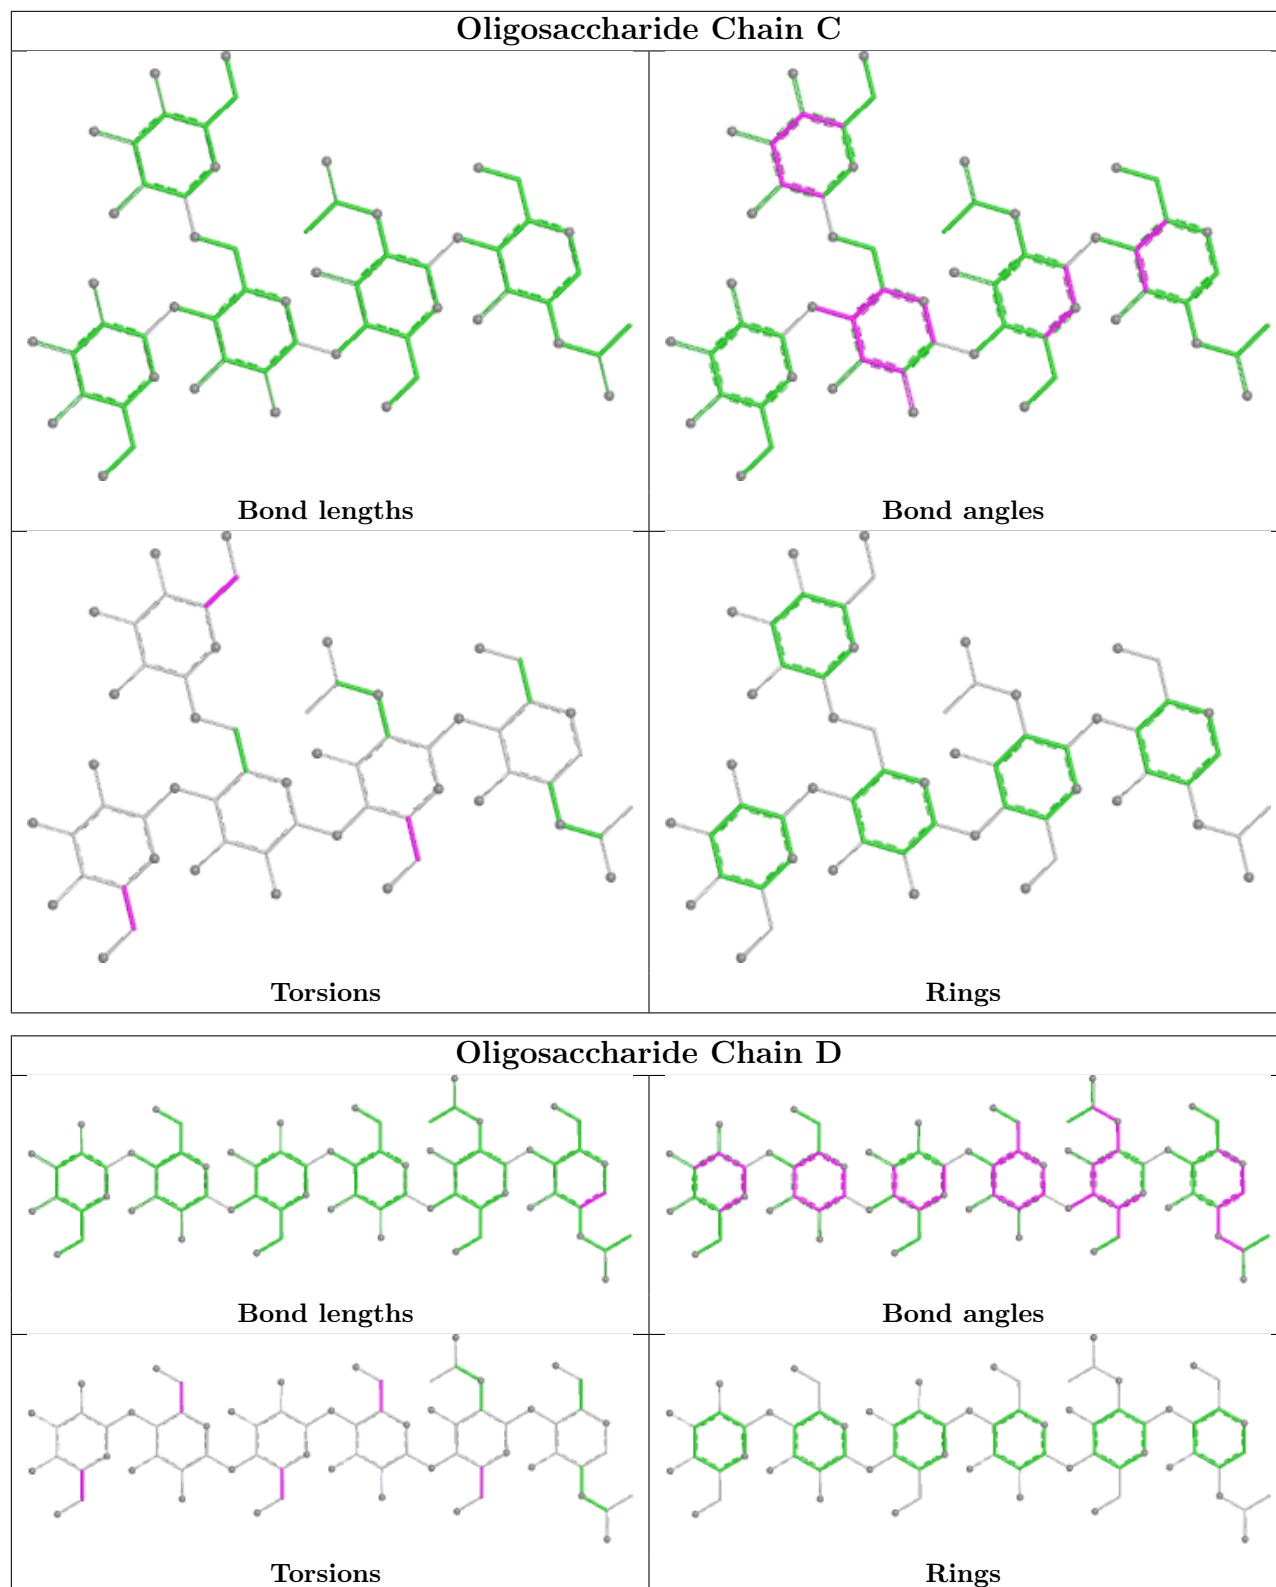 Oligosaccharide Chain C
Bond lengths
Bond angles
Torsions
Rings
Oligosaccharide Chain D
Bond lengths
Bond angles
Torsions
Rings